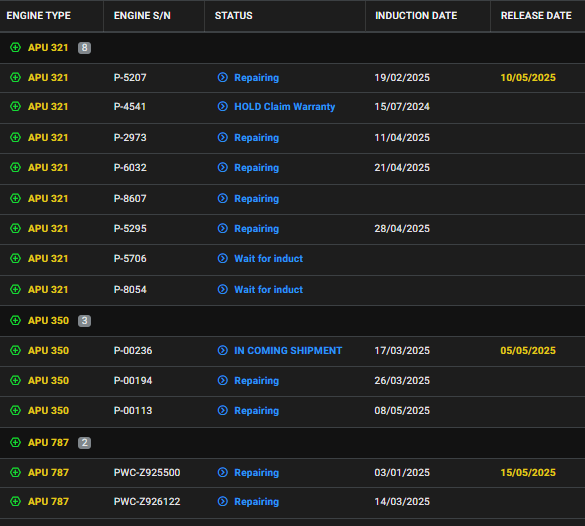 ENGINE TYPE ENGINE S/N STATUS INDUCTION DATE RELEASE DATE
APU 321 8
APU 321 P-5207 Repairing 19/02/2025 10/05/2025
APU 321 P-4541 HOLD Claim Warranty 15/07/2024
APU 321 P-2973 Repairing 11/04/2025
APU 321 P-6032 Repairing 21/04/2025
APU 321 P-8607 Repairing
APU 321 P-5295 Repairing 28/04/2025
APU 321 P-5706 Wait for induct
APU 321 P-8054 Wait for induct
APU 350 3
APU 350 P-00236 IN COMING SHIPMENT 17/03/2025 05/05/2025
APU 350 P-00194 Repairing 26/03/2025
APU 350 P-00113 Repairing 08/05/2025
APU 787 2
APU 787 PWC-Z925500 Repairing 03/01/2025 15/05/2025
APU 787 PWC-Z926122 Repairing 14/03/2025